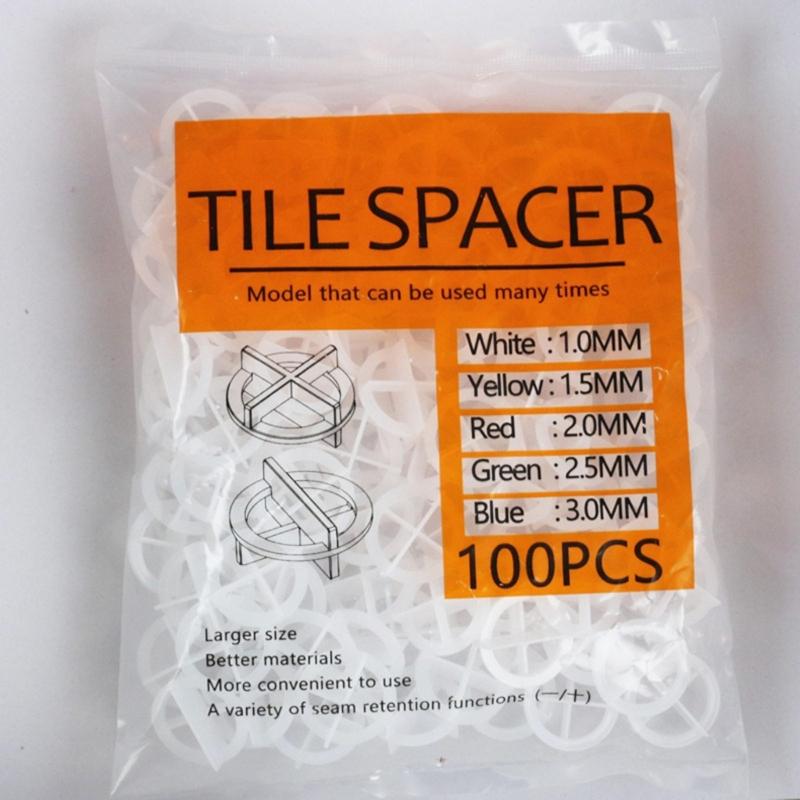 TILE SPACER
Model that can be used many times
White : 1.0MM
Yellow : 1.5MM
Red : 2.0MM
Green : 2.5MM
Blue : 3.0MM
100PCS
Larger size
Better materials
More convenient to use
A variety of seam retention functions (一/十)